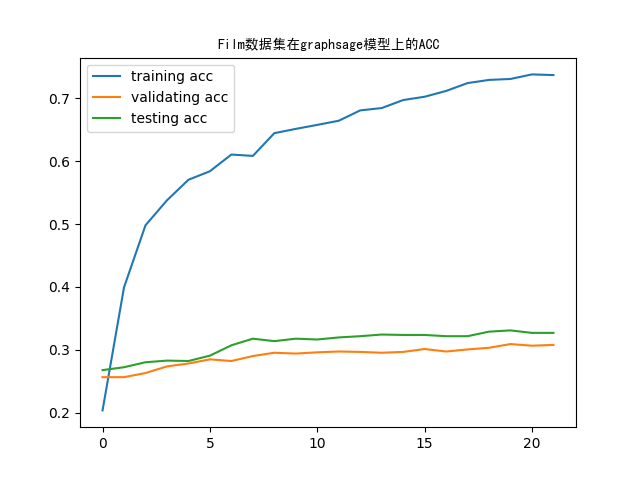 Film数据集在graphsage模型上的ACC
training acc
validating acc
testing acc
0.7
0.6
0.5
0.4
0.3
0.2
0 5 10 15 20